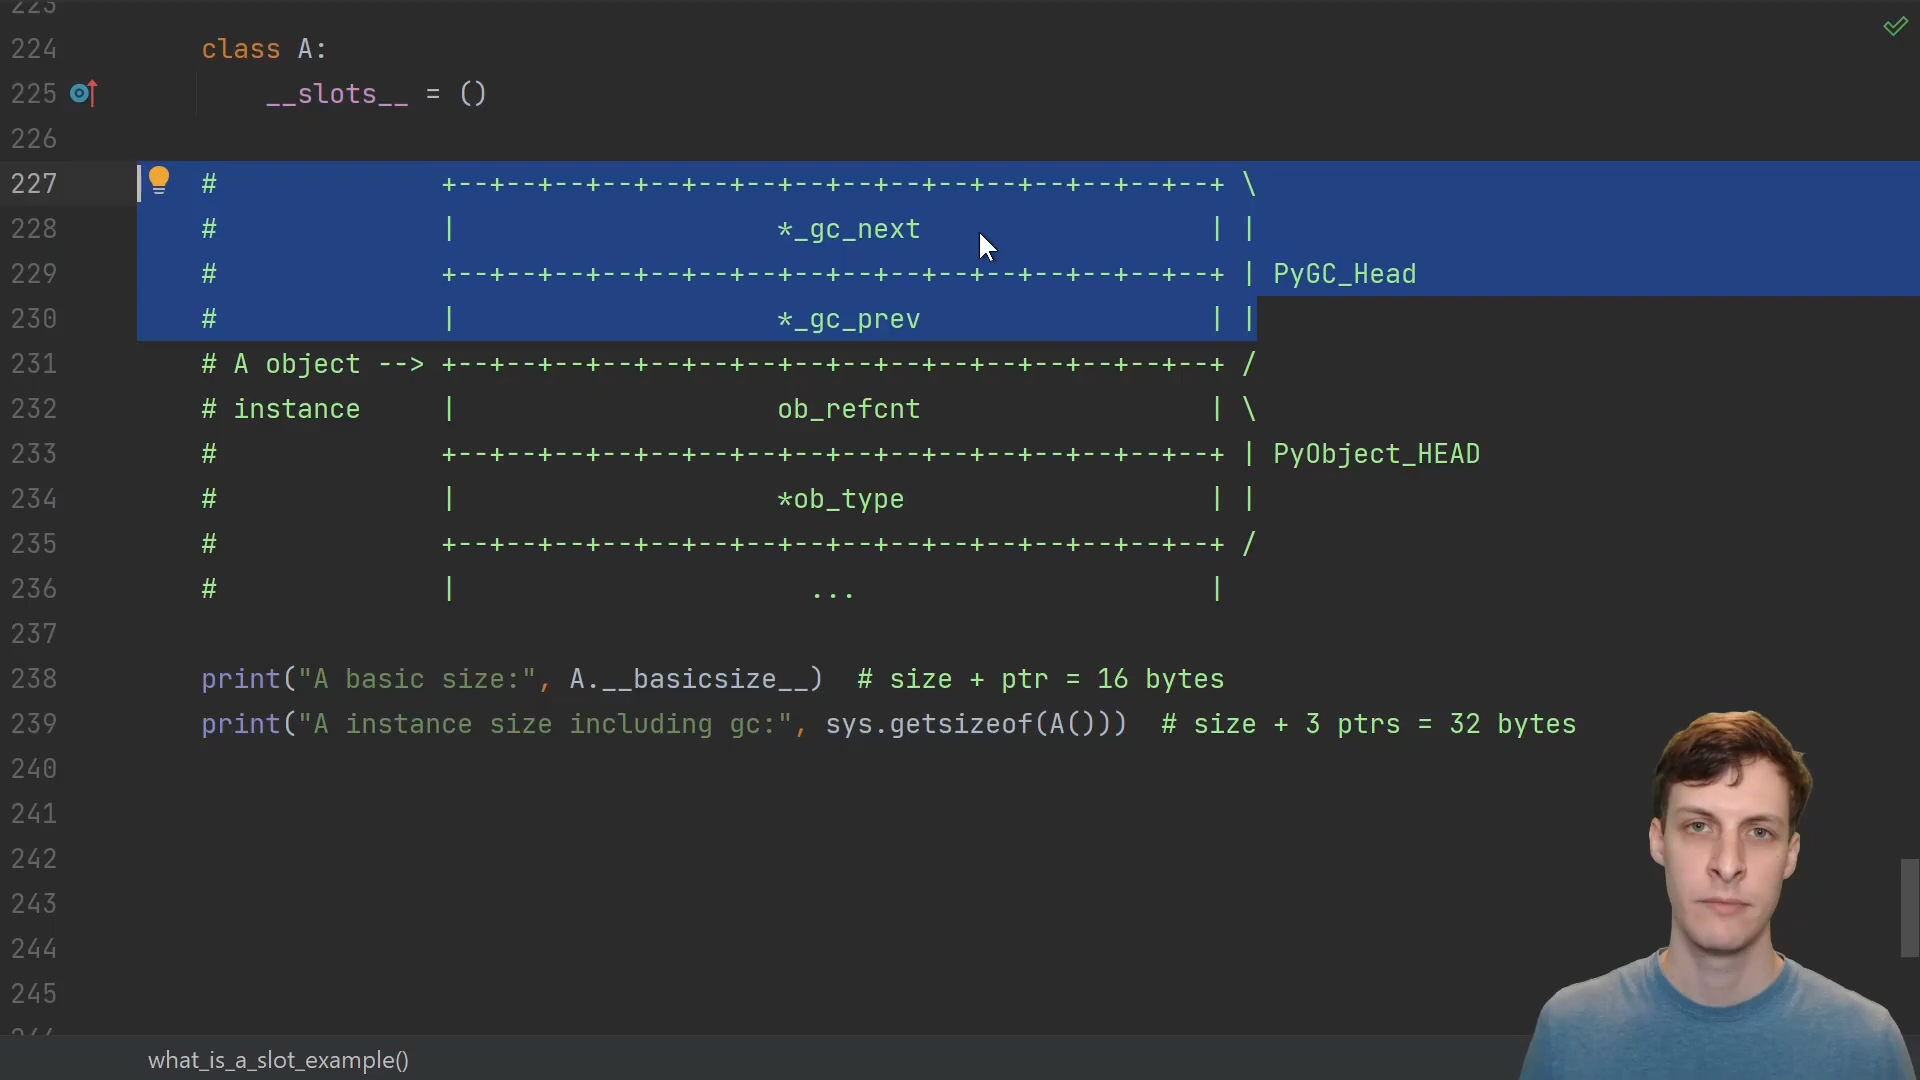 223
224 class A:
225 __slots__ = ()
226
227 # +--+--+--+--+--+--+--+--+--+--+--+--+--+--+--+--+ \
228 # | *_gc_next | |
229 # +--+--+--+--+--+--+--+--+--+--+--+--+--+--+--+--+ | PyGC_Head
230 # | *_gc_prev | |
231 # A object --> +--+--+--+--+--+--+--+--+--+--+--+--+--+--+--+--+ /
232 # instance | ob_refcnt | \
233 # +--+--+--+--+--+--+--+--+--+--+--+--+--+--+--+--+ | PyObject_HEAD
234 # | *ob_type | |
235 # +--+--+--+--+--+--+--+--+--+--+--+--+--+--+--+--+ /
236 # | ... |
237
238 print("A basic size:", A.__basicsize__) # size + ptr = 16 bytes
239 print("A instance size including gc:", sys.getsizeof(A())) # size + 3 ptrs = 32 bytes
240
241
242
243
244
245
what_is_a_slot_example()